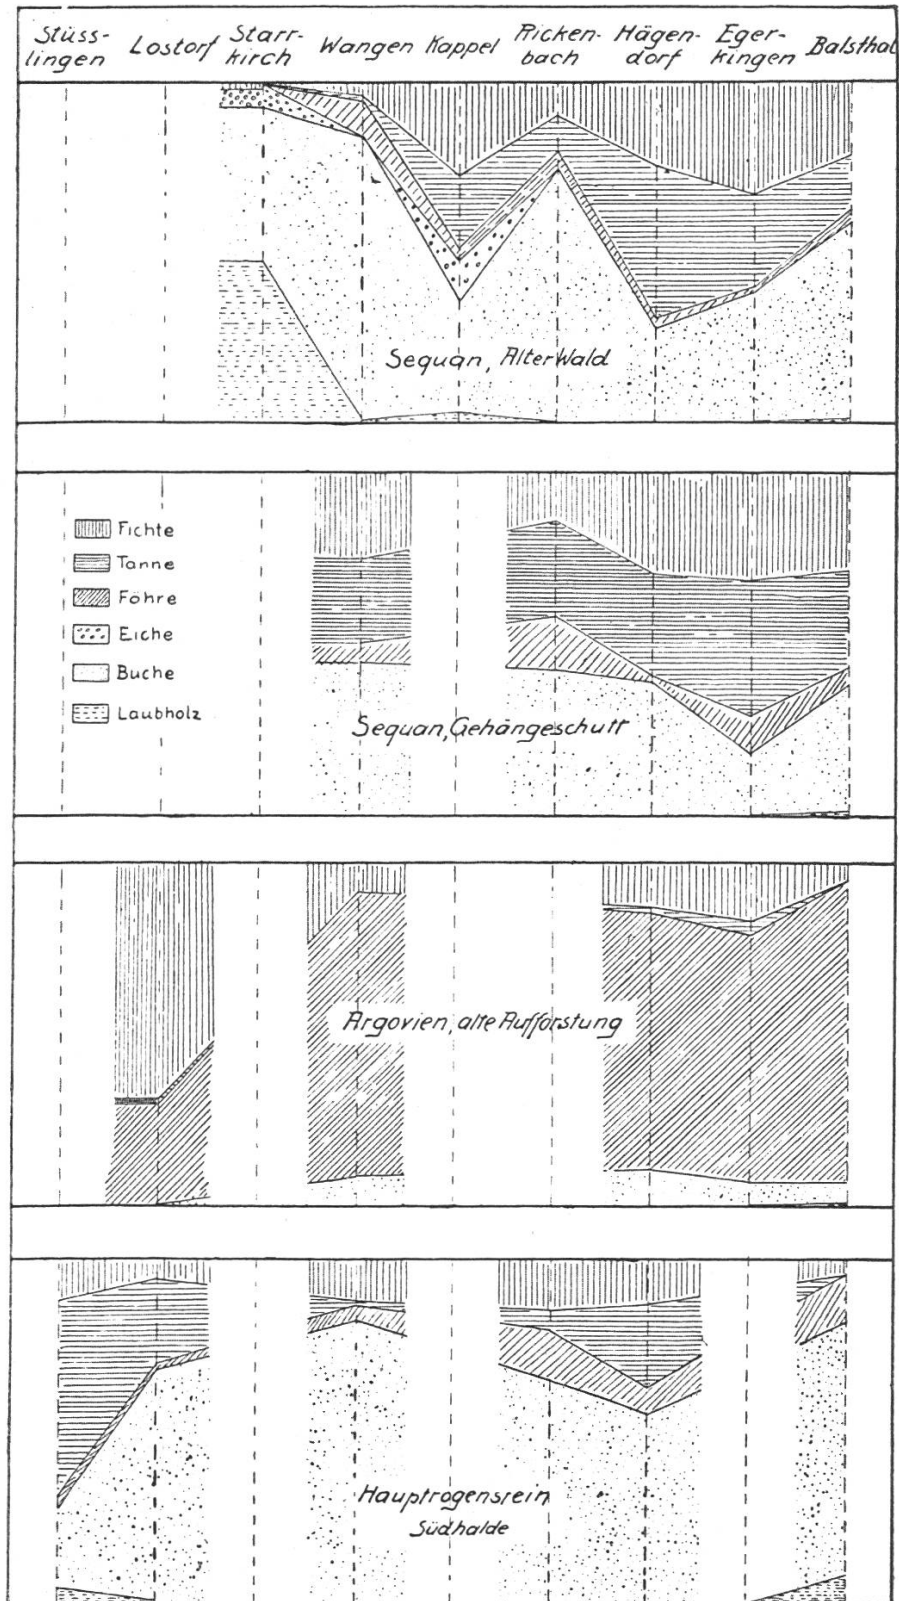 Stüss-
lingen
Lostorf
Starr-
kirch
Wangen
Kappel
Ricken-
bach
Hägen-
dorf
Eger-
kingen
Balsthal
Sequan, Alter Wald
Fichte
Tanne
Föhre
Eiche
Buche
Laubholz
Sequan, Gehängeschutt
Argovien, alte Aufforstung
Hauptrogenstein
Südhalde